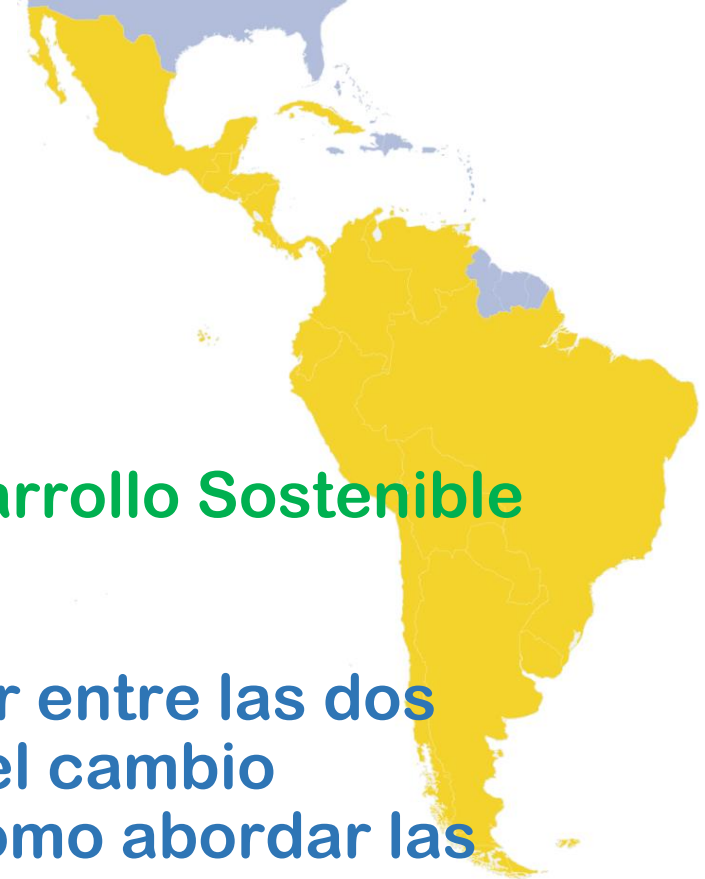 arrollo Sostenible
r entre las dos
el cambio
omo abordar las